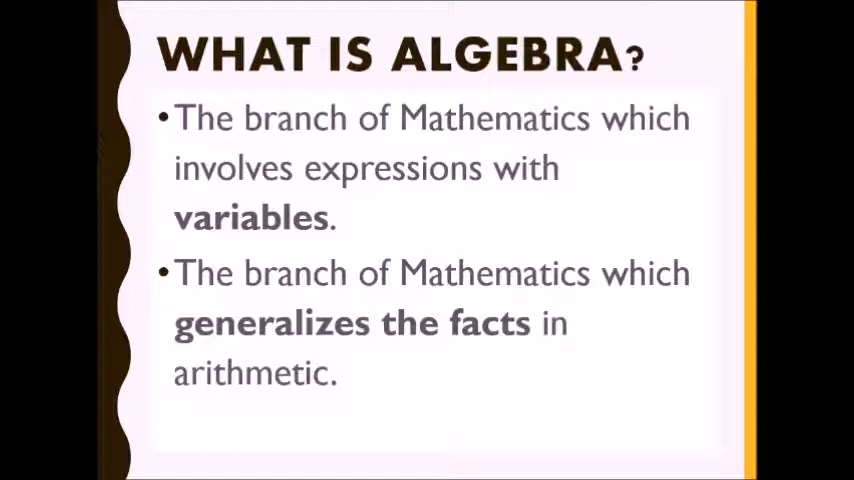 WHAT IS ALGEBRA?
•The branch of Mathematics which
involves expressions with
variables.
•The branch of Mathematics which
generalizes the facts in
arithmetic.